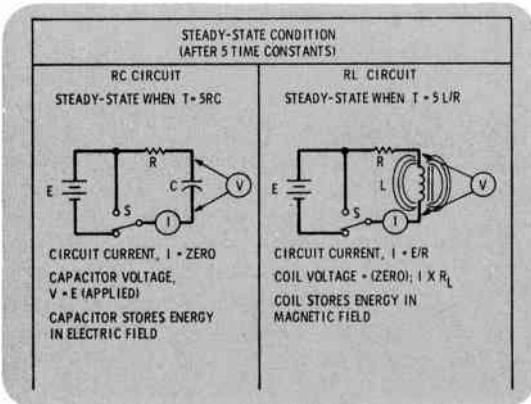 STEADY-STATE CONDITION
(AFTER 5 TIME CONSTANTS)
RC CIRCUIT
STEADY-STATE WHEN T = 5RC
R
E
C
V
S
I
CIRCUIT CURRENT, I = ZERO
CAPACITOR VOLTAGE,
V = E (APPLIED)
CAPACITOR STORES ENERGY
IN ELECTRIC FIELD
RL CIRCUIT
STEADY-STATE WHEN T = 5 L/R
R
E
L
V
S
I
CIRCUIT CURRENT, I = E/R
COIL VOLTAGE = (ZERO); I X RL
COIL STORES ENERGY IN
MAGNETIC FIELD